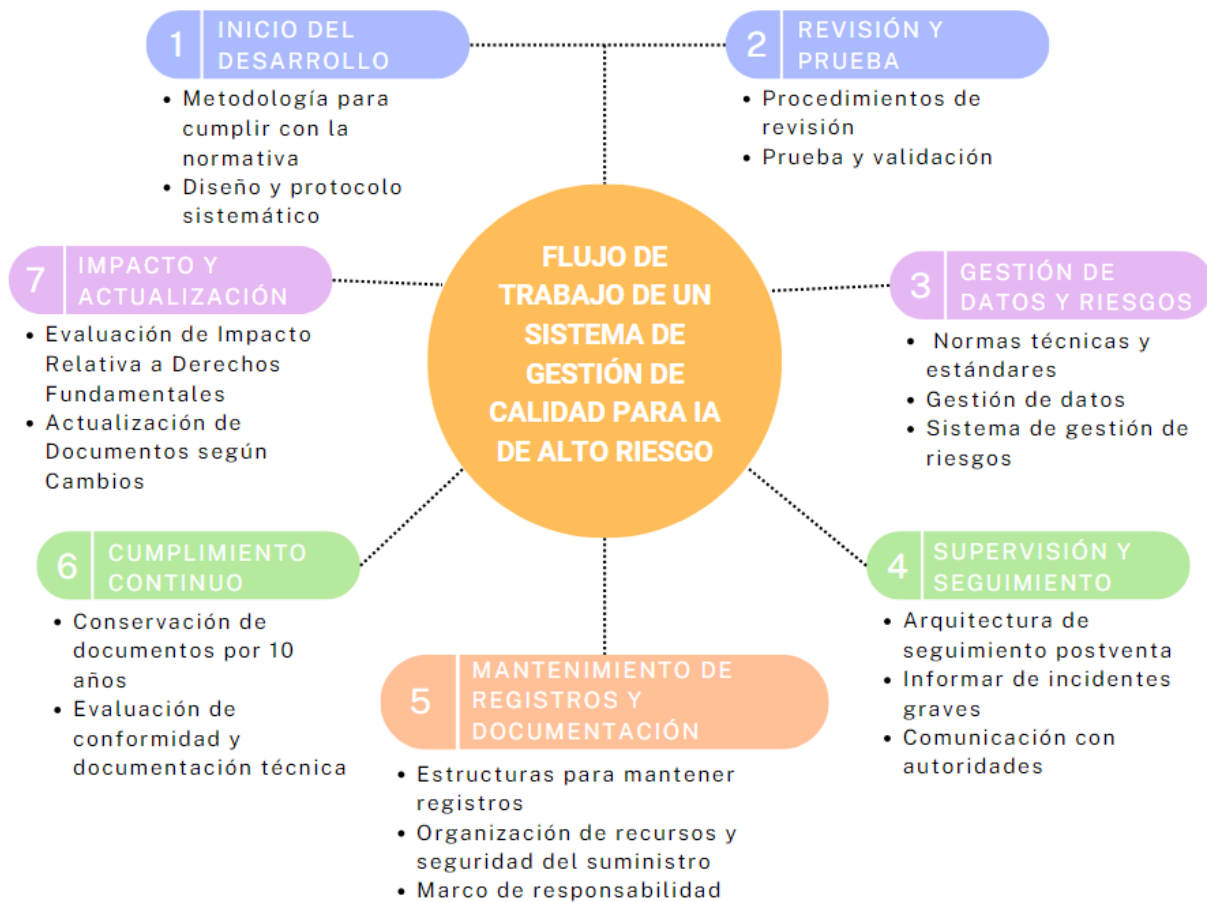 1
INICIO DEL
DESARROLLO
• Metodología para
cumplir con la
normativa
• Diseño y protocolo
sistemático
2
REVISIÓN Y
PRUEBA
• Procedimientos de
revisión
• Prueba y validación
FLUJO DE
TRABAJO DE UN
SISTEMA DE
GESTIÓN DE
CALIDAD PARA IA
DE ALTO RIESGO
3
GESTIÓN DE
DATOS Y RIESGOS
• Normas técnicas y
estándares
• Gestión de datos
• Sistema de gestión de
riesgos
4
SUPERVISIÓN Y
SEGUIMIENTO
• Arquitectura de
seguimiento postventa
• Informar de incidentes
graves
• Comunicación con
autoridades
5
MANTENIMIENTO DE
REGISTROS Y
DOCUMENTACIÓN
• Estructuras para mantener
registros
• Organización de recursos y
seguridad del suministro
• Marco de responsabilidad
6
CUMPLIMIENTO
CONTINUO
• Conservación de
documentos por 10
años
• Evaluación de
conformidad y
documentación técnica
7
IMPACTO Y
ACTUALIZACIÓN
• Evaluación de Impacto
Relativa a Derechos
Fundamentales
• Actualización de
Documentos según
Cambios